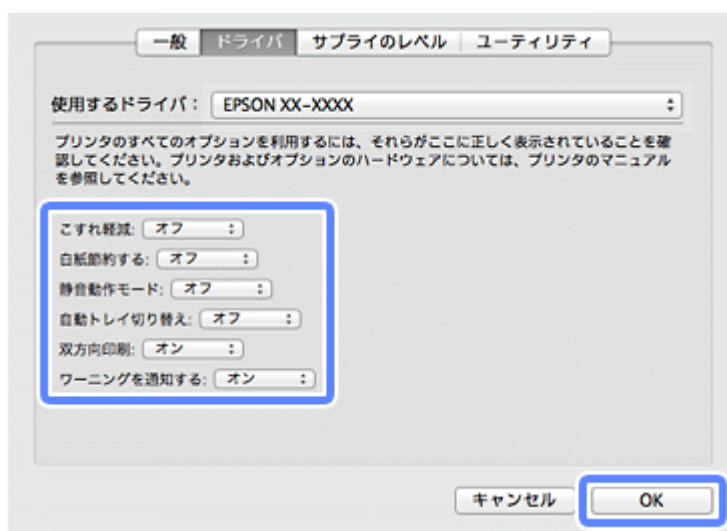 一般 ドライバ サプライのレベル ユーティリティ
使用するドライバ: EPSON XX-XXXX
プリンタのすべてのオプションを利用するには、それらがここに正しく表示されていることを確
認してください。プリンタおよびオプションのハードウェアについては、プリンタのマニュアル
を参照してください。
こすれ軽減: オフ
白紙節約する: オフ
静音動作モード: オフ
自動トレイ切り替え: オフ
双方向印刷: オン
ワーニングを通知する: オン
キャンセル OK